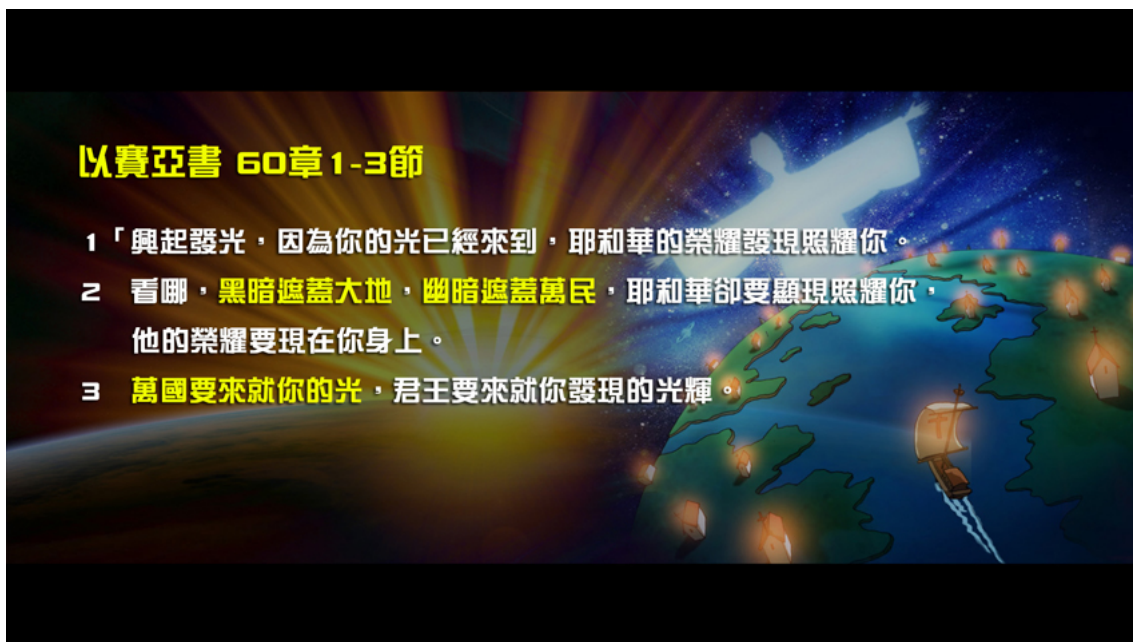 以賽亞書 60章1-3節
1「興起發光，因為你的光已經來到，耶和華的榮耀發現照耀你。
2 看哪，黑暗遮蓋大地，幽暗遮蓋萬民，耶和華卻要顯現照耀你，
他的榮耀要現在你身上。
3 萬國要來就你的光，君王要來就你發現的光輝。